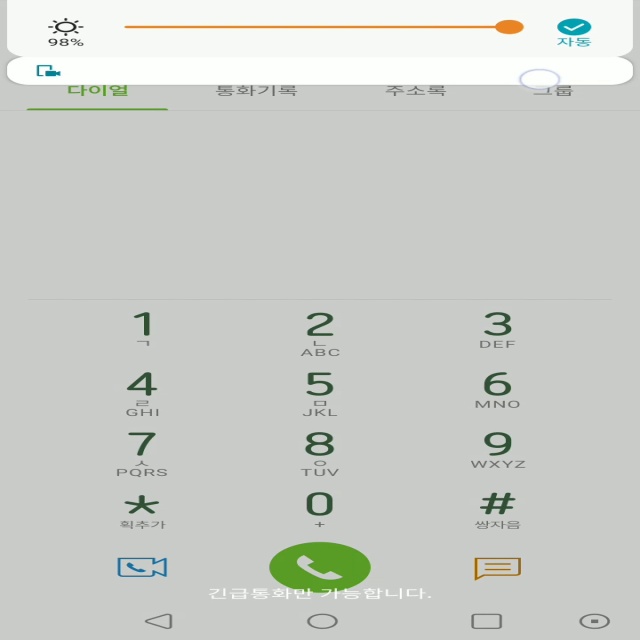 98%
자동
다이얼 통화기록 주소록 그룹
1 2 3
ㄱ ㄴ
ABC DEF
4 5 6
ㄹ ㅁ
GHI JKL MNO
7 8 9
ㅅ ㅇ
PQRS TUV WXYZ
* 0 #
획추가 + 쌍자음
긴급통화만 가능합니다.